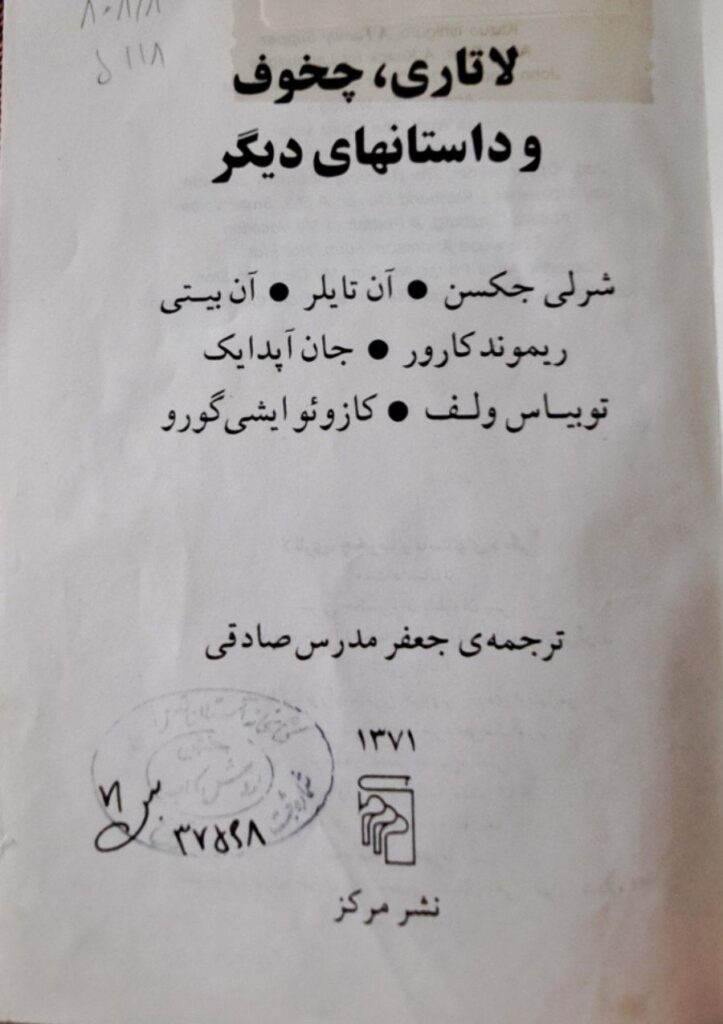 ۸۰۸/۸
۱۱۸ د
لاتاری، چخوف
و داستانهای دیگر
شرلی جکسن ● آن تایلر ● آن بیتی
ریموند کارور ● جان آپدایک
توبیاس ولف ● کازوئو ایشی‌گورو
ترجمه‌ی جعفر مدرس صادقی
۱۳۷۱
نشر مرکز